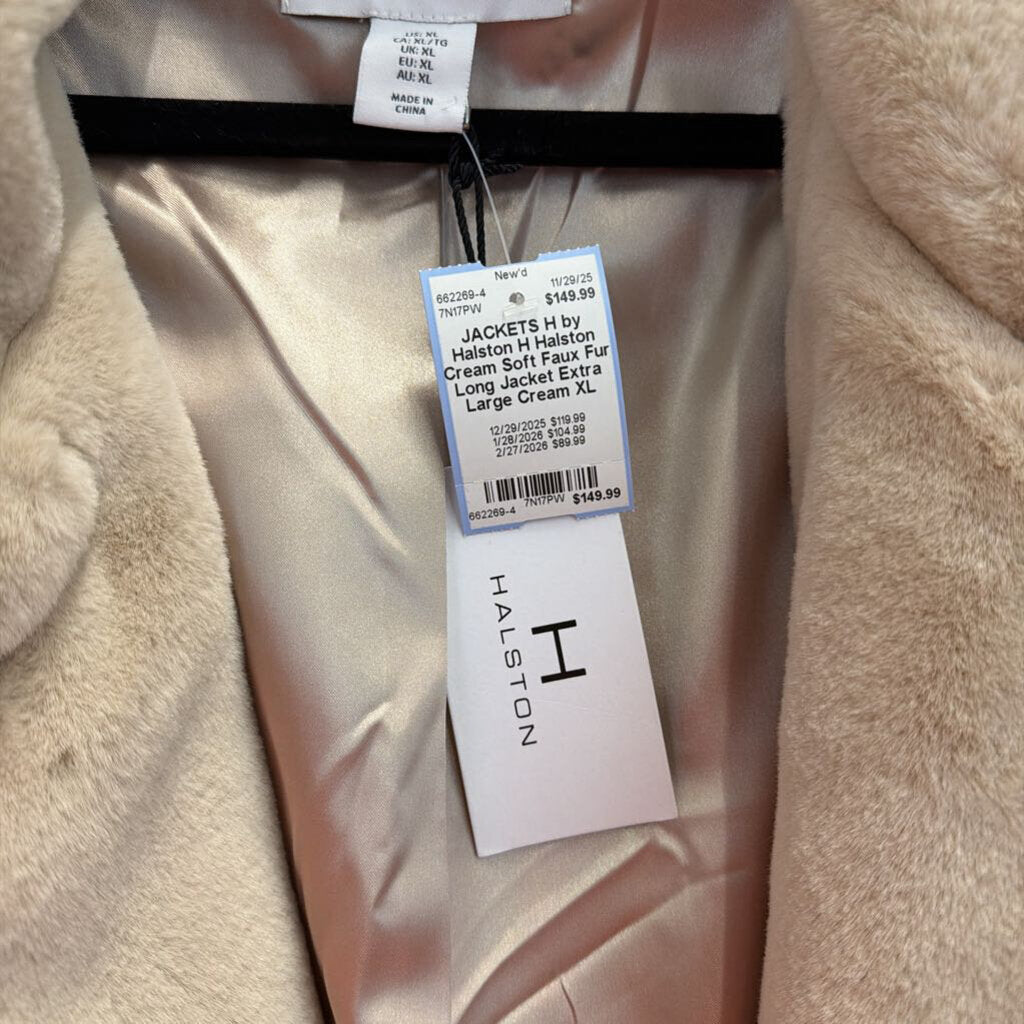 US: XL
CA: XL/TG
UK: XL
EU: XL
AU: XL
MADE IN
CHINA
New'd
662269-4 11/29/25
7N17PW $149.99
JACKETS H by
Halston H Halston
Cream Soft Faux Fur
Long Jacket Extra
Large Cream XL
12/29/2025 $119.99
1/28/2026 $104.99
2/27/2026 $89.99
662269-4 7N17PW $149.99
H
HALSTON